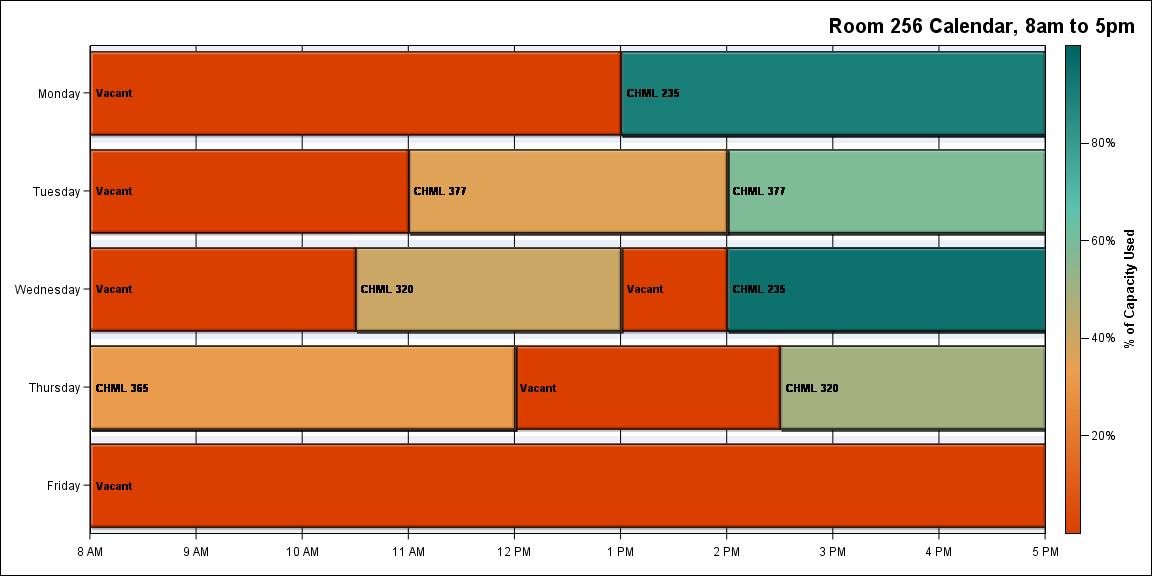 Room 256 Calendar, 8am to 5pm
Monday
Vacant
CHML 235
Tuesday
Vacant
CHML 377
CHML 377
Wednesday
Vacant
CHML 320
Vacant
CHML 235
Thursday
CHML 365
Vacant
CHML 320
Friday
Vacant
8 AM
9 AM
10 AM
11 AM
12 PM
1 PM
2 PM
3 PM
4 PM
5 PM
80%
60%
40%
20%
% of Capacity Used